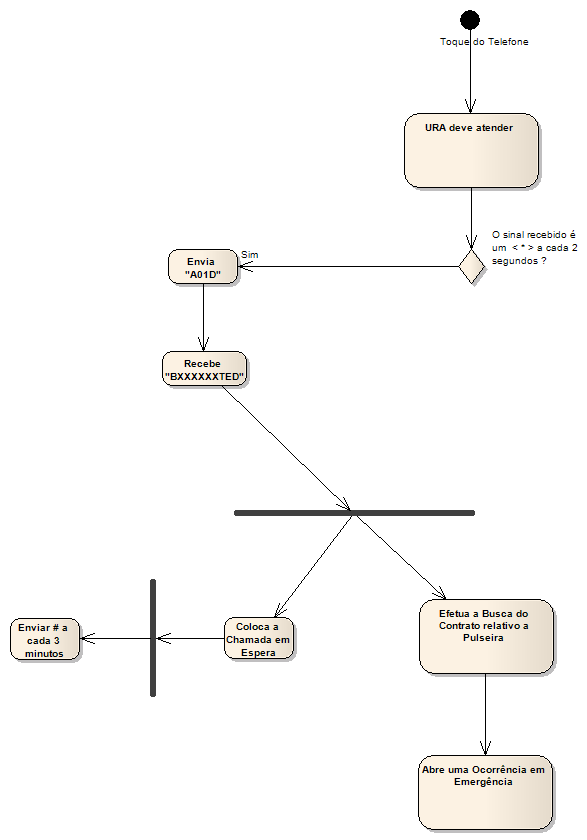 Toque do Telefone
URA deve atender
O sinal recebido é
um < * > a cada 2
segundos ?
Sim
Envia
"A01D"
Recebe
"BXXXXXXTED"
Efetua a Busca do
Contrato relativo a
Pulseira
Coloca a
Chamada em
Espera
Enviar # a
cada 3
minutos
Abre uma Ocorrência em
Emergência